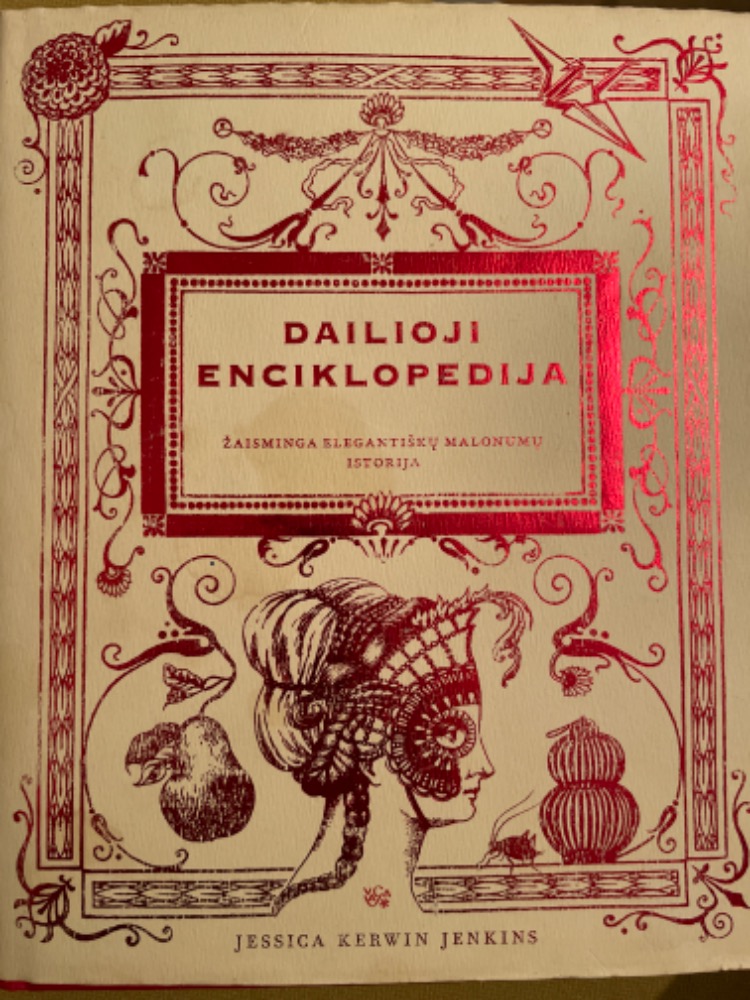 DAILIOJI
ENCIKLOPEDIJA
ŽAISMINGA ELEGANTIŠKŲ MALONUMŲ
ISTORIJA
JESSICA KERWIN JENKINS